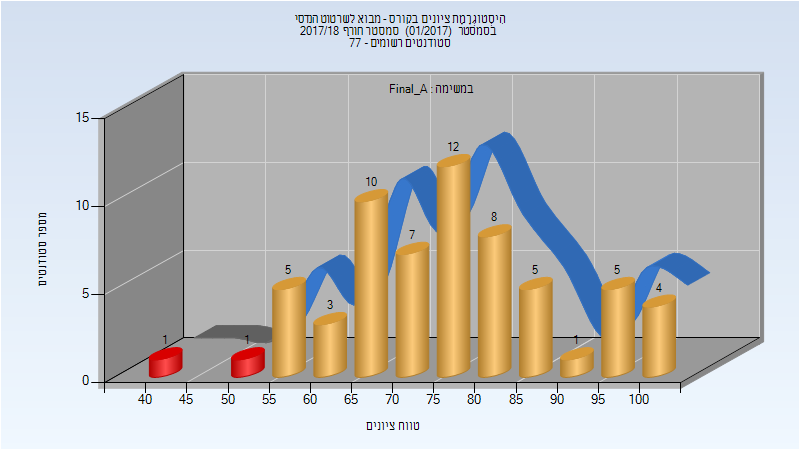 היסטוגרמת ציונים בקורס - מבוא לשרטוט הנדסי
בסמסטר (01/2017) סמסטר חורף 2017/18
סטודנטים רשומים - 77
במשימה : Final_A
מספר סטודנטים
15
10
5
0
1
1
5
3
10
7
12
8
5
1
5
4
40 45 50 55 60 65 70 75 80 85 90 95 100
טווח ציונים